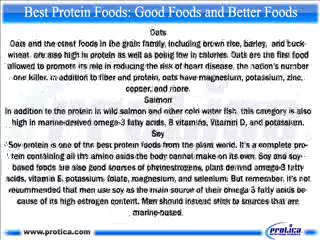 Best Protein Foods: Good Foods and Better Foods
Oats
Oats and the other foods in the grain family, including brown rice, barley, and buck
wheat are also high in protein as well as being few in calories. Oats are the first food
allowed to promote its role in reducing the risk of heart disease, the nation's number
one killer. In addition to fiber and protein, oats have magnesium, potassium, zinc,
copper, and more.
Salmon
In addition to the protein in wild salmon and other cold water fish, this category is also
high in marine-derived omega-3 fatty acids, B vitamins, Vitamin D, and potassium.
Soy
Soy protein is one of the best protein foods from the plant world. It's a complete pro-
tein containing all the amino acids the body cannot make on its own. Soy and soy-
based foods are also good sources of phytoestrogens, plant derived omega-3 fatty
acids, vitamin E, potassium, folate, magnesium, and selenium. But remember, it's not
recommended that men use soy as the main source of their omega 3 fatty acids be
cause of its high estrogen content. Men should instead stick to sources that are
marine-based.
www.protica.com
protica